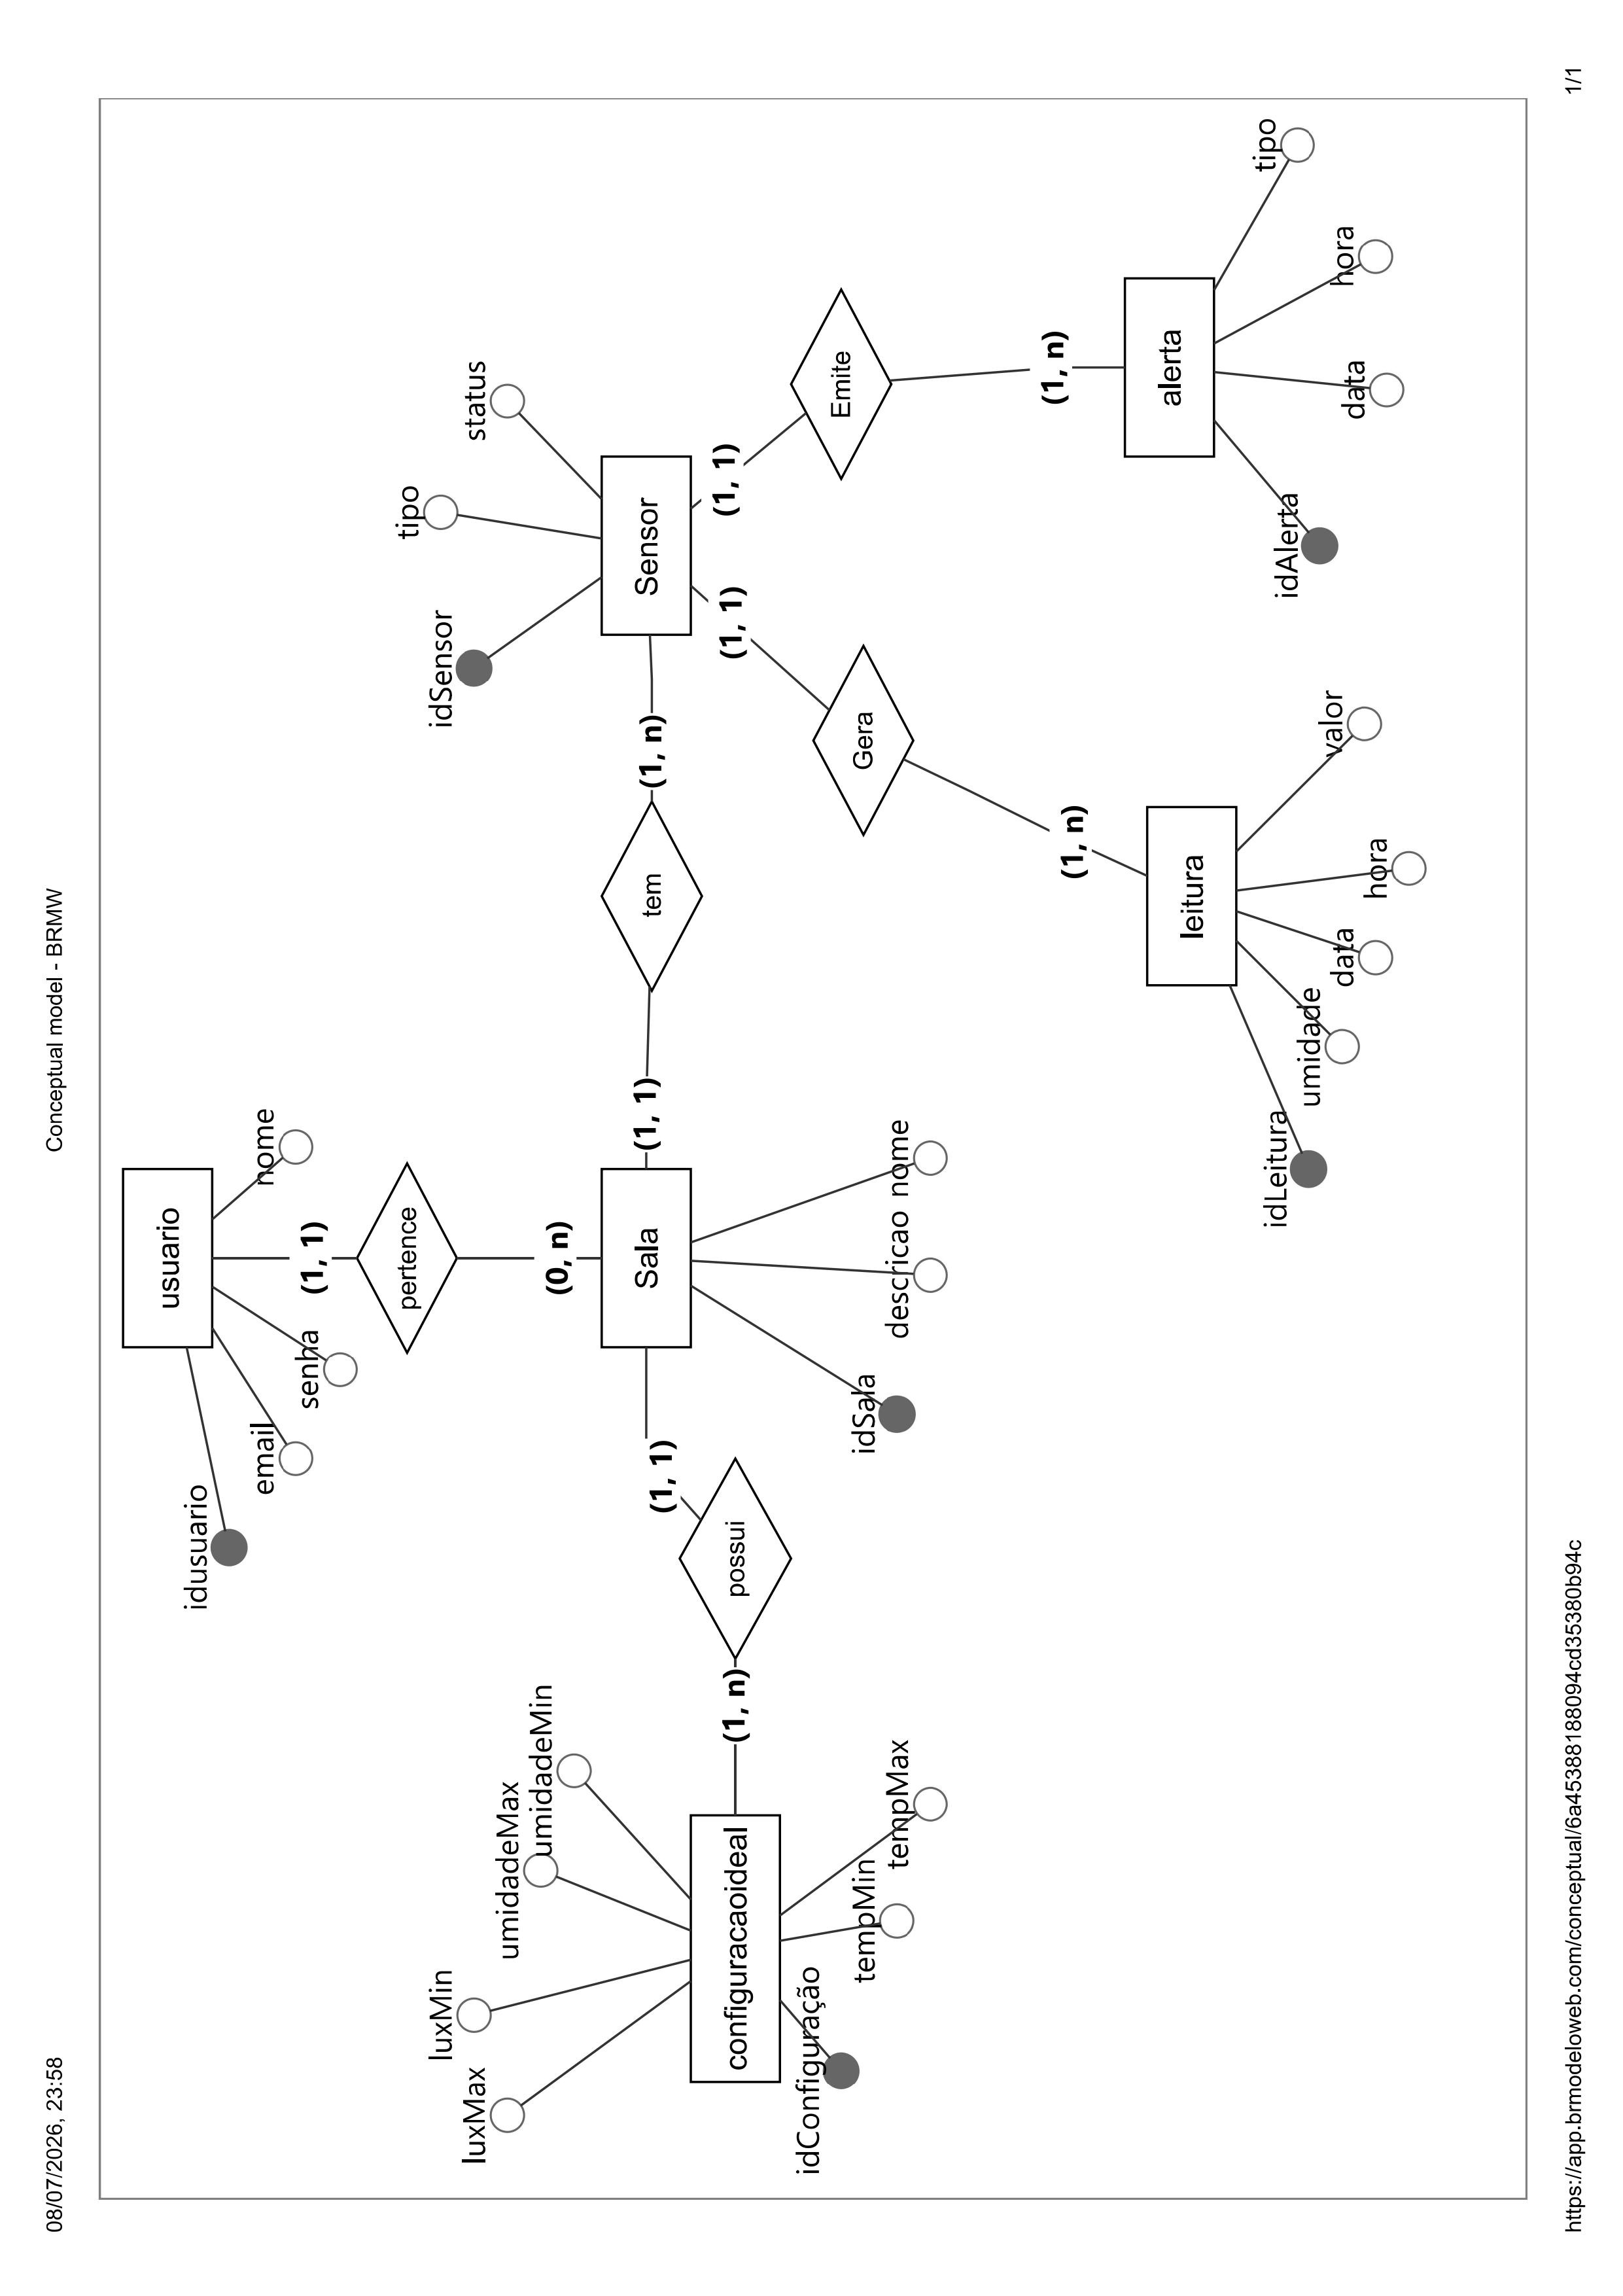 08/07/2026, 23:58
Conceptual model - BRMW
usuario
nome
senha
email
idusuario
(1, 1)
pertence
(0, n)
Sala
nome
descricao
idSala
(1, 1)
possui
(1, n)
configuracaoideal
luxMax
luxMin
umidadeMax
umidadeMin
idConfiguração
tempMin
tempMax
(1, 1)
tem
(1, n)
Sensor
idSensor
tipo
status
(1, 1)
Gera
(1, n)
leitura
idLeitura
umidade
data
hora
valor
(1, 1)
Emite
(1, n)
alerta
idAlerta
data
hora
tipo
https://app.brmodeloweb.com/conceptual/6a45388188094cd35380b94c
1/1